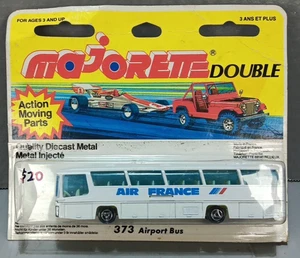 FOR AGES 3 AND UP
3 ANS ET PLUS
MAJORETTE
DOUBLE
Action
Moving
Parts
Quality Diecast Metal
Metal Injecté
$20
AIR FRANCE
373 Airport Bus